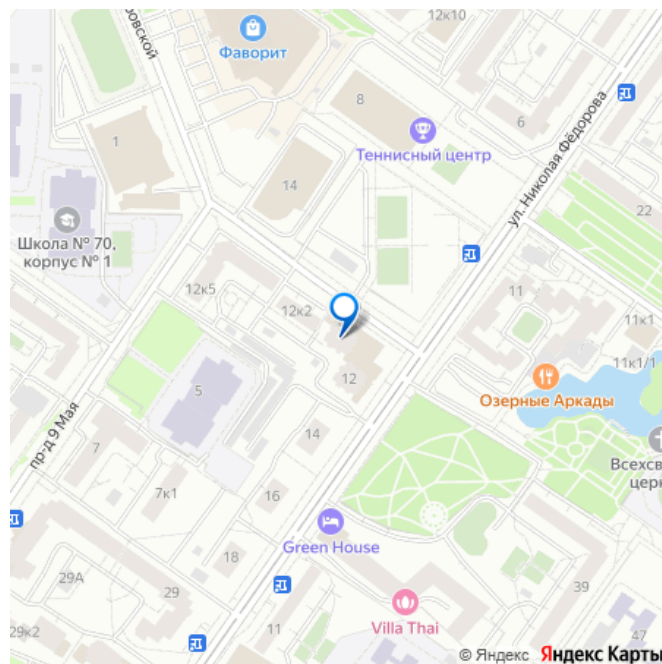 12к10
ровской
Фаворит
8
6
ул. Николая Фёдорова
1
Теннисный центр
14
22
Школа № 70,
корпус № 1
12к5
12к2
11
11к1
11к1/1
12
5
Озерные Аркады
пр-д 9 Мая
14
7
Всехсв
церк
7к1
16
Green House
18
29А
29
39
Villa Thai
11
29к2
47
© Яндекс Яндекс Карты